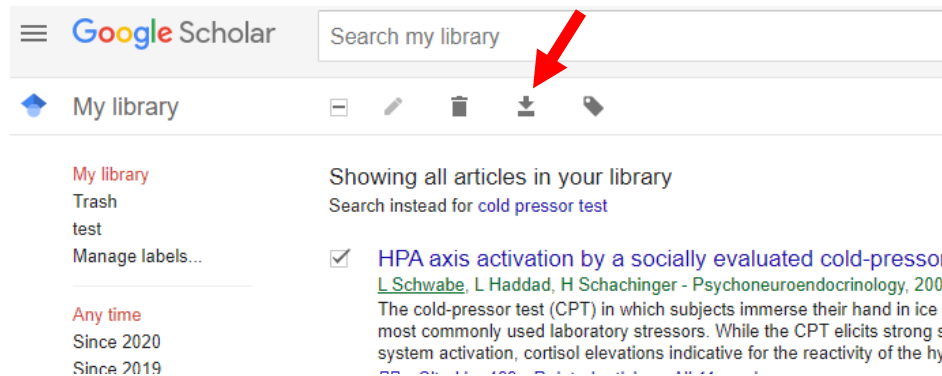 Google Scholar
Search my library
My library
My library
Trash
test
Manage labels...
Any time
Since 2020
Since 2019
Showing all articles in your library
Search instead for cold pressor test
HPA axis activation by a socially evaluated cold-pressor
L Schwabe, L Haddad, H Schachinger - Psychoneuroendocrinology, 200
The cold-pressor test (CPT) in which subjects immerse their hand in ice
most commonly used laboratory stressors. While the CPT elicits strong s
system activation, cortisol elevations indicative for the reactivity of the hy